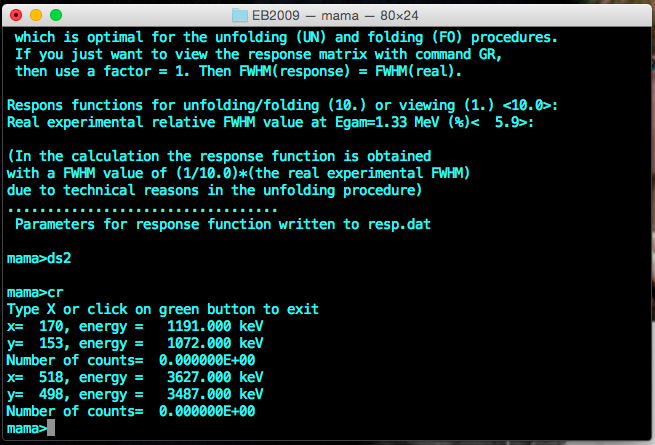 EB2009 — mama — 80×24
which is optimal for the unfolding (UN) and folding (FO) procedures.
If you just want to view the response matrix with command GR,
then use a factor = 1. Then FWHM(response) = FWHM(real).
Respons functions for unfolding/folding (10.) or viewing (1.) <10.0>:
Real experimental relative FWHM value at Egam=1.33 MeV (%)<  5.9>:
(In the calculation the response function is obtained
with a FWHM value of (1/10.0)*(the real experimental FWHM)
due to technical reasons in the unfolding procedure)
..................................
Parameters for response function written to resp.dat
mama>ds2
mama>cr
Type X or click on green button to exit
x=  170, energy =   1191.000 keV
y=  153, energy =   1072.000 keV
Number of counts=  0.000000E+00
x=  518, energy =   3627.000 keV
y=  498, energy =   3487.000 keV
Number of counts=  0.000000E+00
mama>